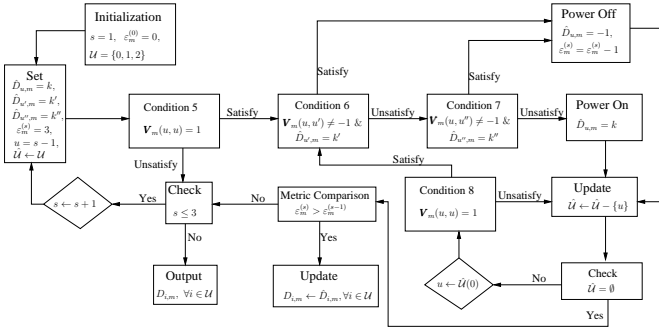 Initialization
s = 1, ε_m^{(0)} = 0,
𝒰 = {0, 1, 2}
Set
D̂_{u,m} = k,
D̂_{u′,m} = k′,
D̂_{u″,m} = k″,
ε_m^{(s)} = 3,
u = s − 1,
Û ← 𝒰
Condition 5
V_m(u, u) = 1
Satisfy
Unsatisfy
Condition 6
V_m(u, u′) ≠ −1 &
D̂_{u′,m} = k′
Satisfy
Unsatisfy
Condition 7
V_m(u, u″) ≠ −1 &
D̂_{u″,m} = k″
Satisfy
Unsatisfy
Power Off
D̂_{u,m} = −1,
ε_m^{(s)} = ε_m^{(s)} − 1
Power On
D̂_{u,m} = k
Update
Û ← Û − {u}
Check
Û = ∅
No
Yes
u ← Û(0)
Condition 8
V_m(u, u) = 1
Satisfy
Unsatisfy
Metric Comparison
ε_m^{(s)} > ε_m^{(s−1)}
No
Yes
Update
D_{i,m} ← D̂_{i,m}, ∀i ∈ 𝒰
Check
s ≤ 3
Yes
No
s ← s + 1
Output
D_{i,m}, ∀i ∈ 𝒰